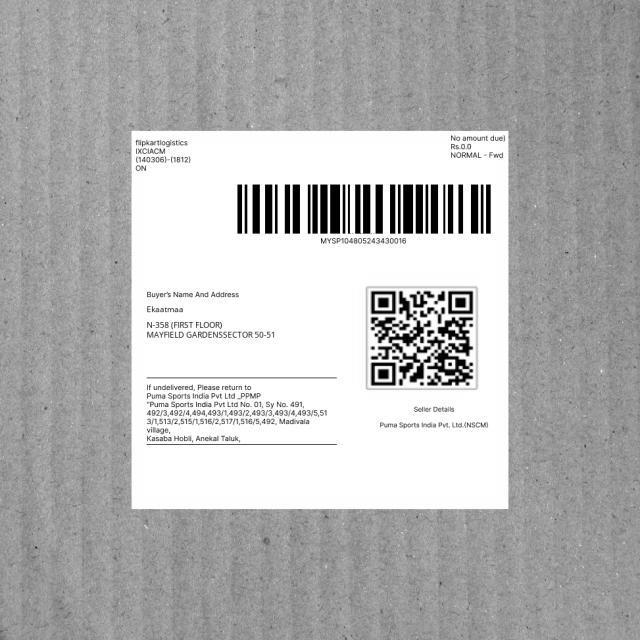 flipkartlogistics
IXCIACM
(140306)-(1812)
ON
No amount due)
Rs.0.0
NORMAL - Fwd
MYSP104805243430016
Buyer's Name And Address
Ekaatmaa
N-358 (FIRST FLOOR)
MAYFIELD GARDENSSECTOR 50-51
If undelivered, Please return to
Puma Sports India Pvt Ltd _PPMP
"Puma Sports India Pvt Ltd No. 01, Sy No. 491,
492/3,492/4,494,493/1,493/2,493/3,493/4,493/5,51
3/1,513/2,515/1,516/2,517/1,516/5,492, Madivala
village,
Kasaba Hobli, Anekal Taluk,
Seller Details
Puma Sports India Pvt. Ltd.(NSCM)